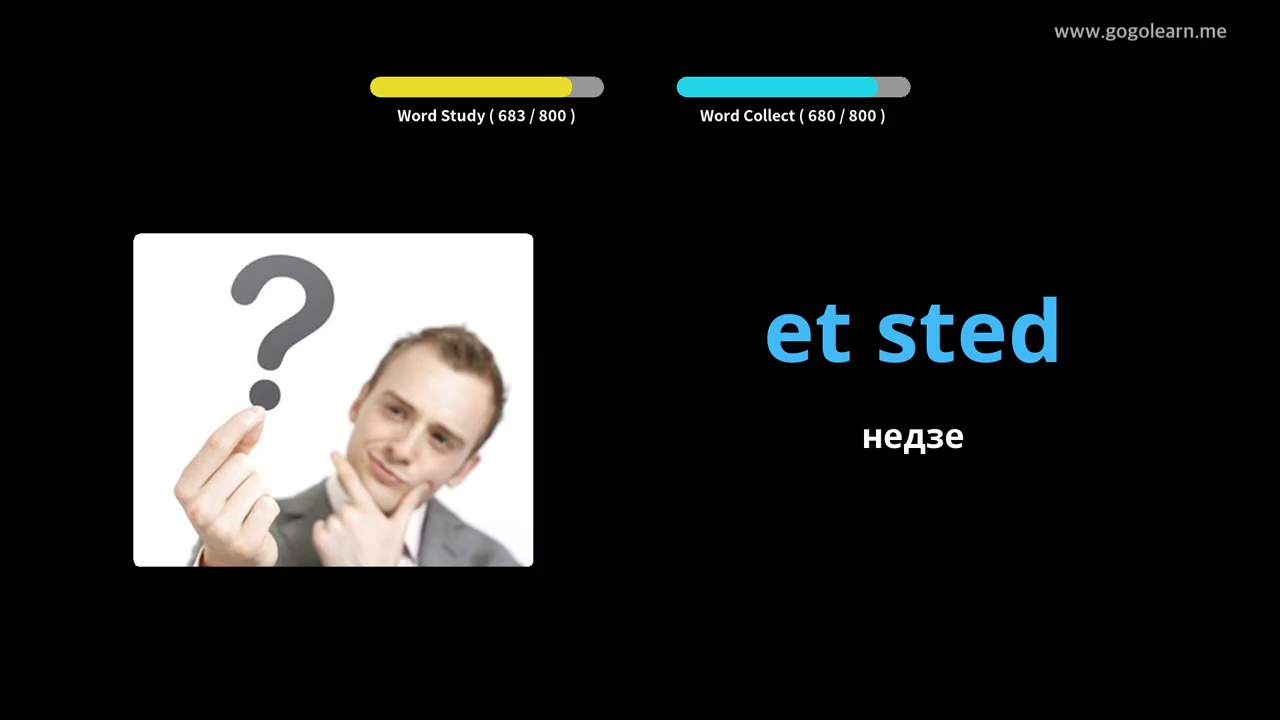 www.gogolearn.me
Word Study ( 683 / 800 )
Word Collect ( 680 / 800 )
?
et sted
недзе